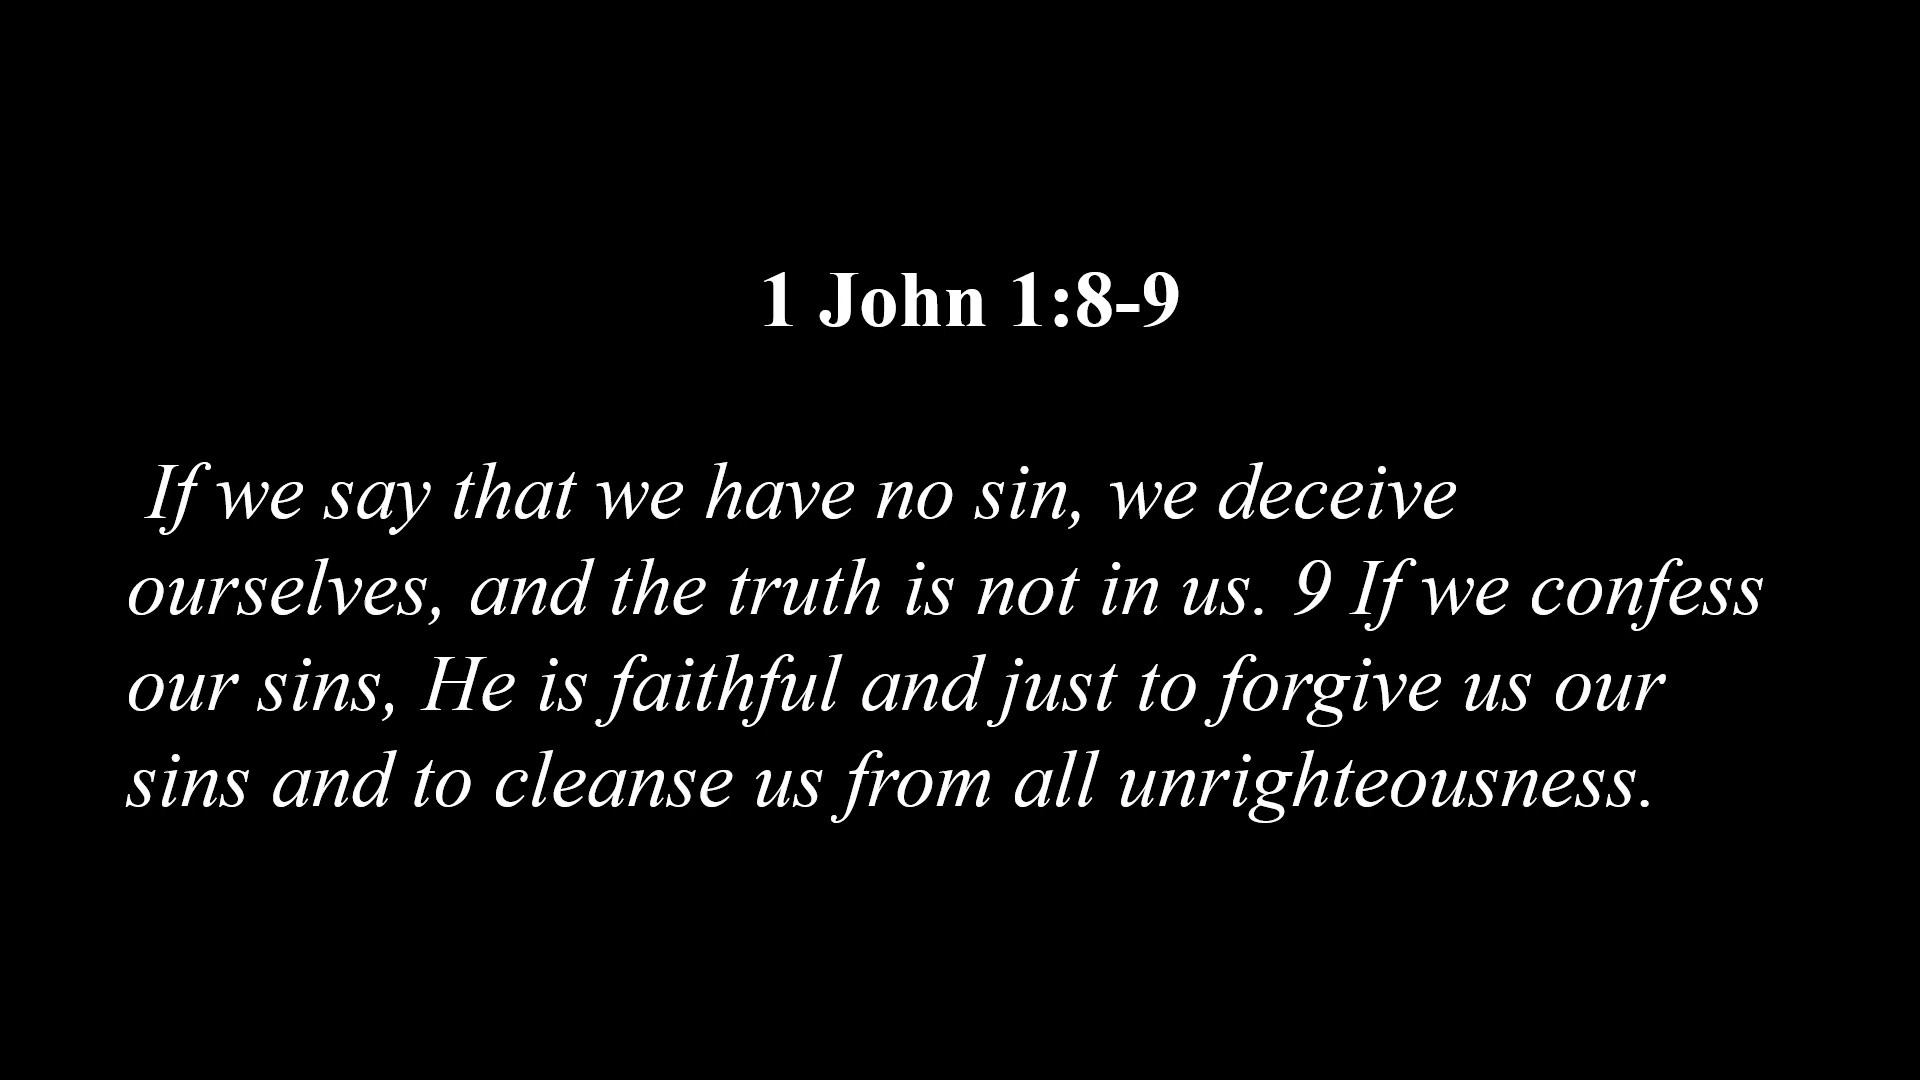 1 John 1:8-9
If we say that we have no sin, we deceive
ourselves, and the truth is not in us. 9 If we confess
our sins, He is faithful and just to forgive us our
sins and to cleanse us from all unrighteousness.